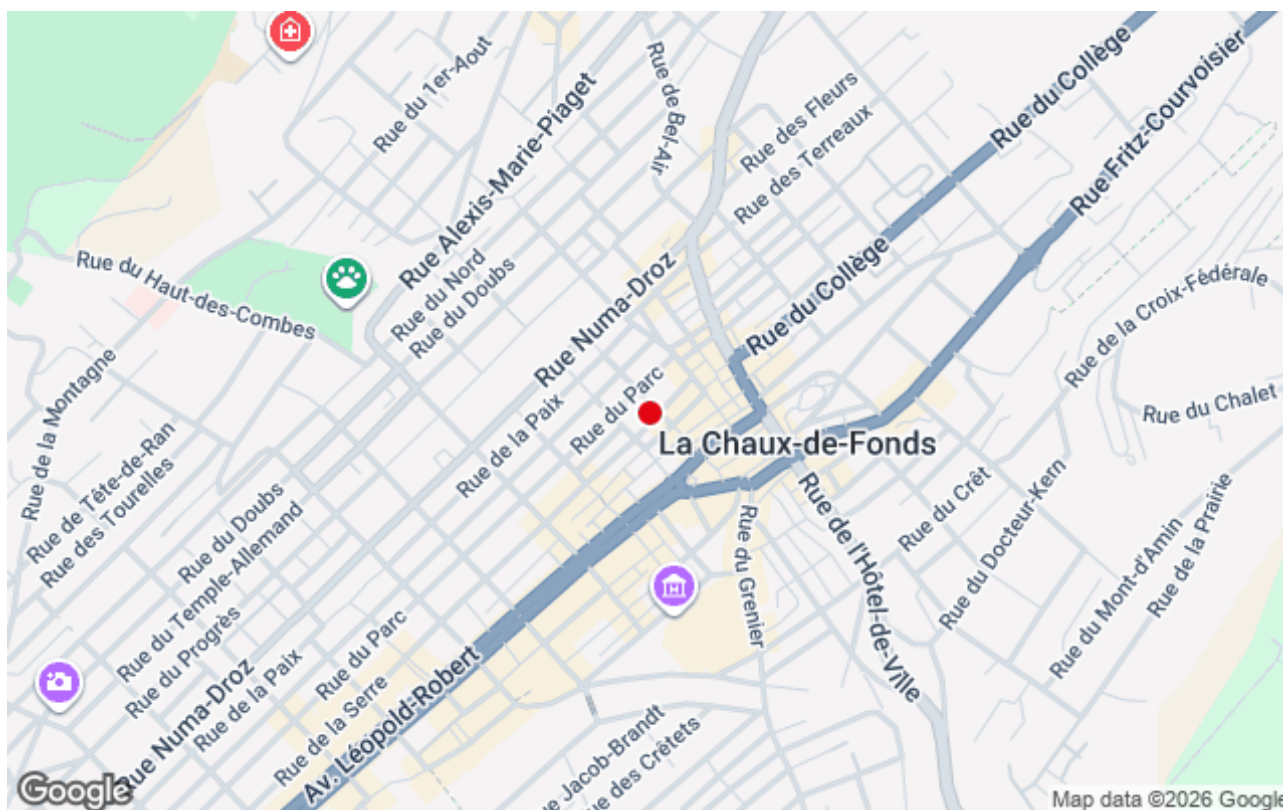 Rue du 1er-Aout
Rue Alexis-Marie-Piaget
Rue de Bel-Air
Rue des Fleurs
Rue des Terreaux
Rue du Collège
Rue Fritz-Courvoisier
Rue du Haut-des-Combes
Rue du Nord
Rue du Doubs
Rue Numa-Droz
Rue du Collège
Rue de la Croix-Fédérale
Rue du Chalet
Rue de la Montagne
Rue du Parc
Rue de la Paix
La Chaux-de-Fonds
Rue de Tête-de-Ran
Rue des Tourelles
Rue du Doubs
Rue du Temple-Allemand
Rue du Progrès
Rue Numa-Droz
Rue de la Paix
Rue du Parc
Rue de la Serre
Av. Léopold-Robert
Rue du Grenier
Rue de l'Hôtel-de-Ville
Rue du Crêt
Rue du Docteur-Kern
Rue du Mont-d'Amin
Rue de la Prairie
ue Jacob-Brandt
ue des Crêtets
Google
Map data ©2026 Google